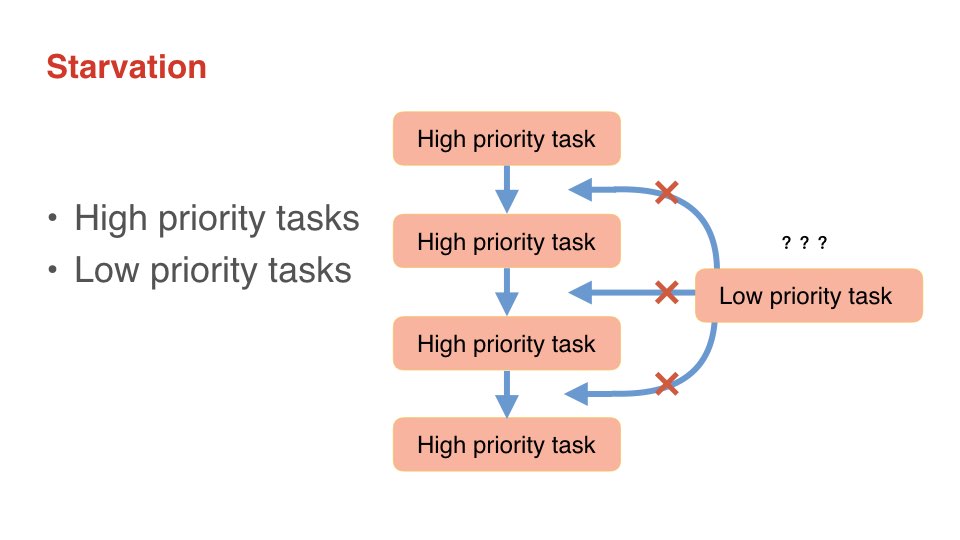 Starvation
• High priority tasks
• Low priority tasks
High priority task
High priority task
High priority task
High priority task
? ? ?
Low priority task